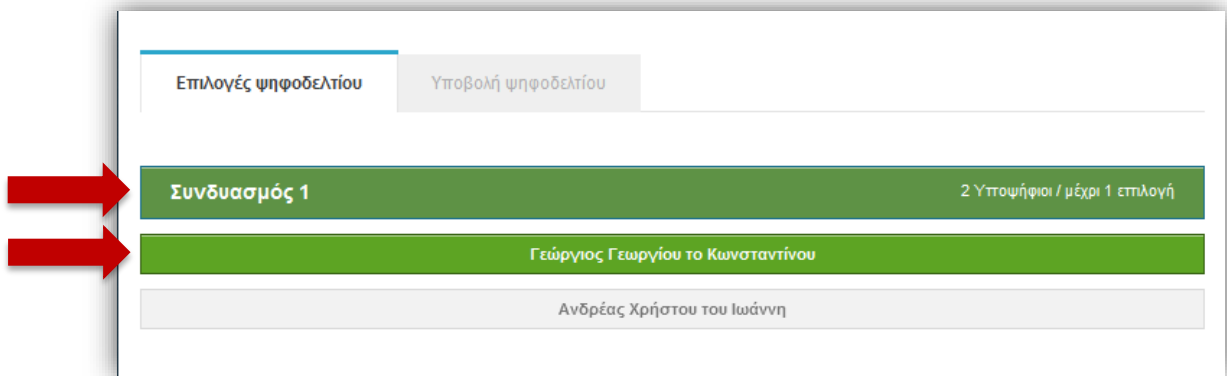 Επιλογές ψηφοδελτίου Υποβολή ψηφοδελτίου
Συνδυασμός 1 2 Υποψήφιοι / μέχρι 1 επιλογή
Γεώργιος Γεωργίου το Κωνσταντίνου
Ανδρέας Χρήστου του Ιωάννη